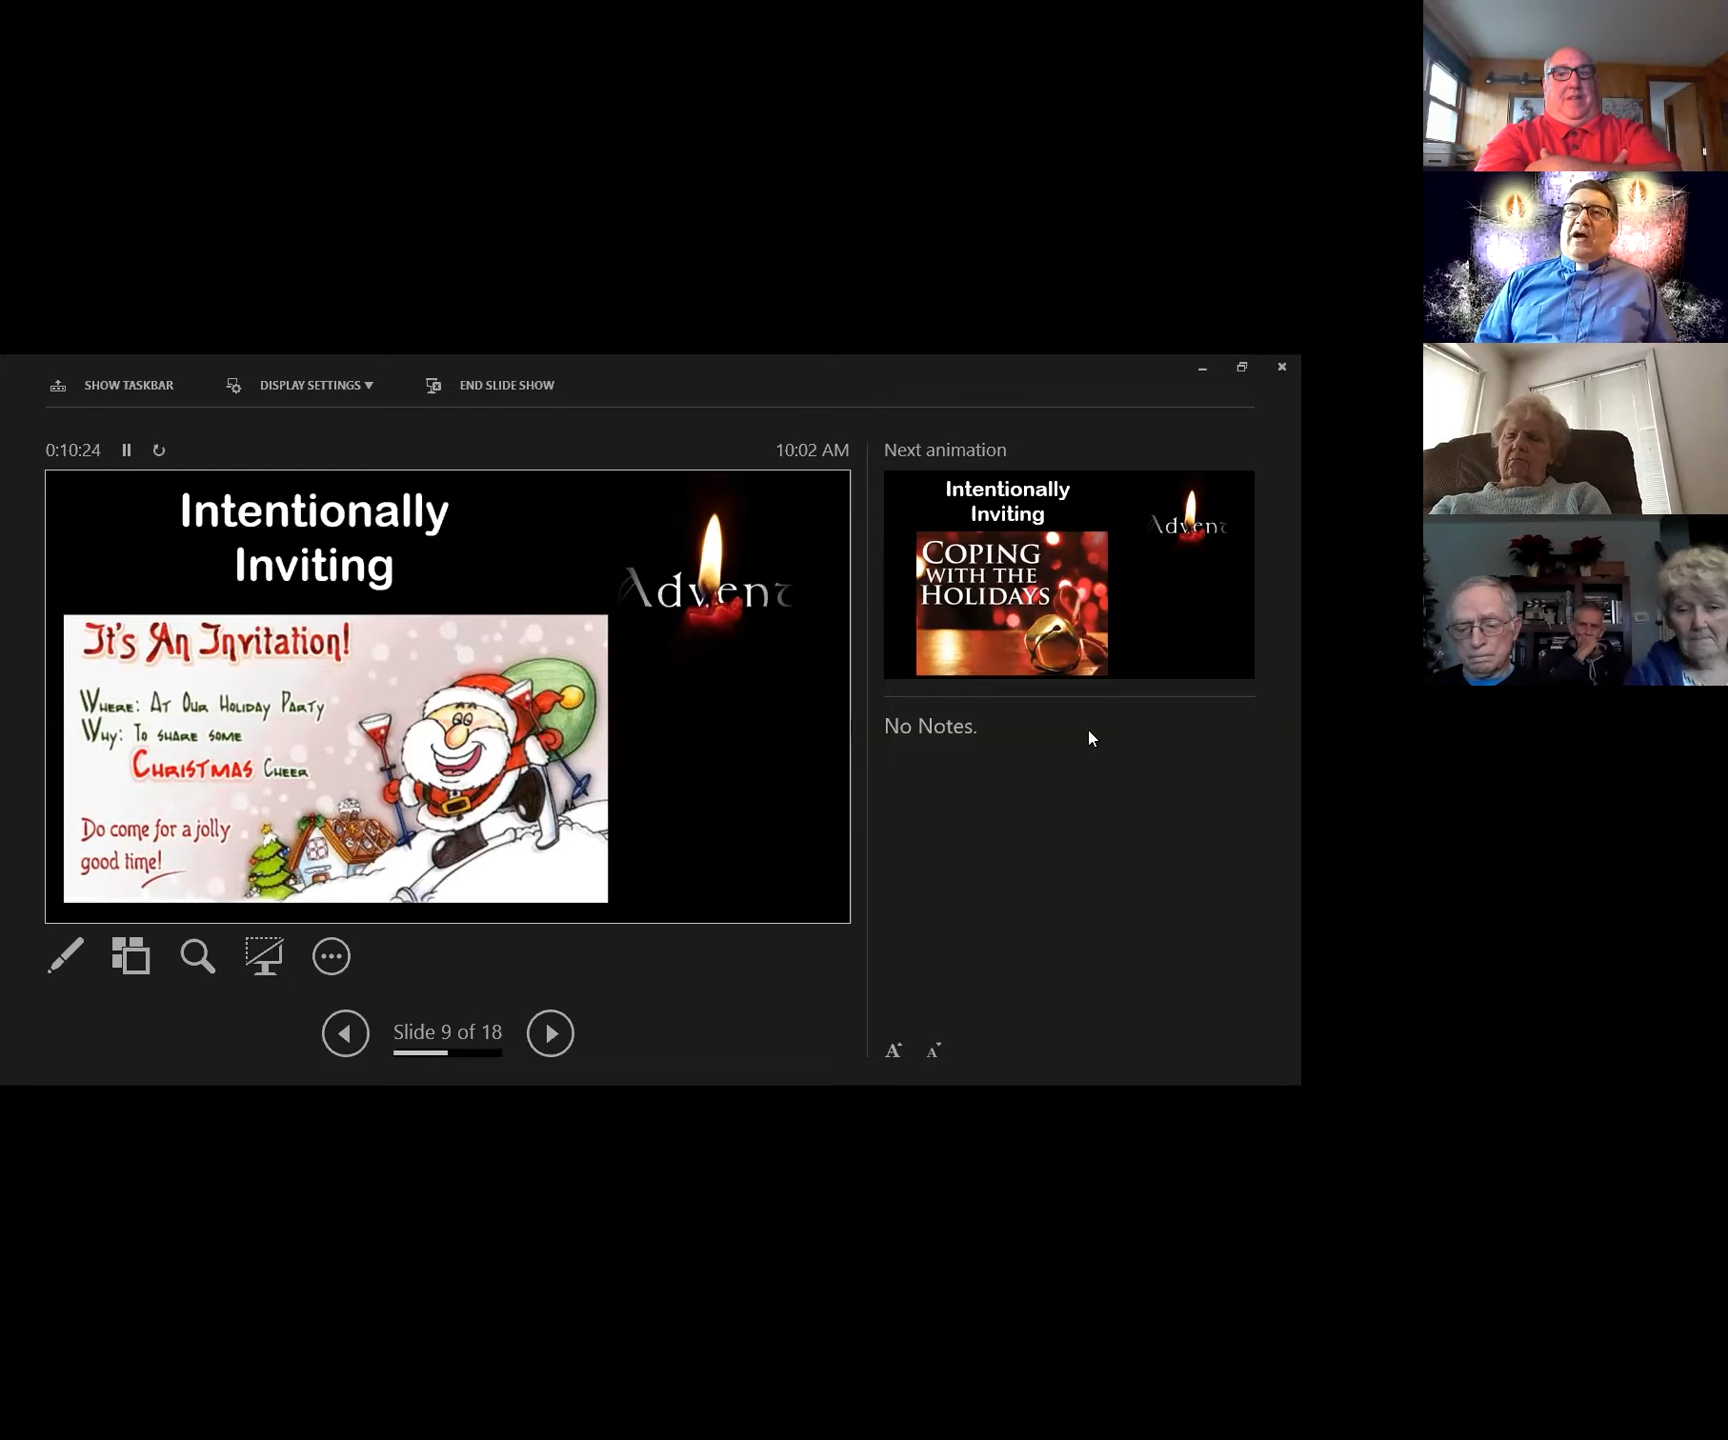 SHOW TASKBAR
DISPLAY SETTINGS
END SLIDE SHOW
0:10:24
10:02 AM
Intentionally
Inviting
Advent
It's An Invitation!
Where: At Our Holiday Party
Why: To share some
Christmas Cheer
Do come for a jolly
good time!
Next animation
Intentionally
Inviting
Advent
COPING
WITH THE
HOLIDAYS
No Notes.
Slide 9 of 18
A A